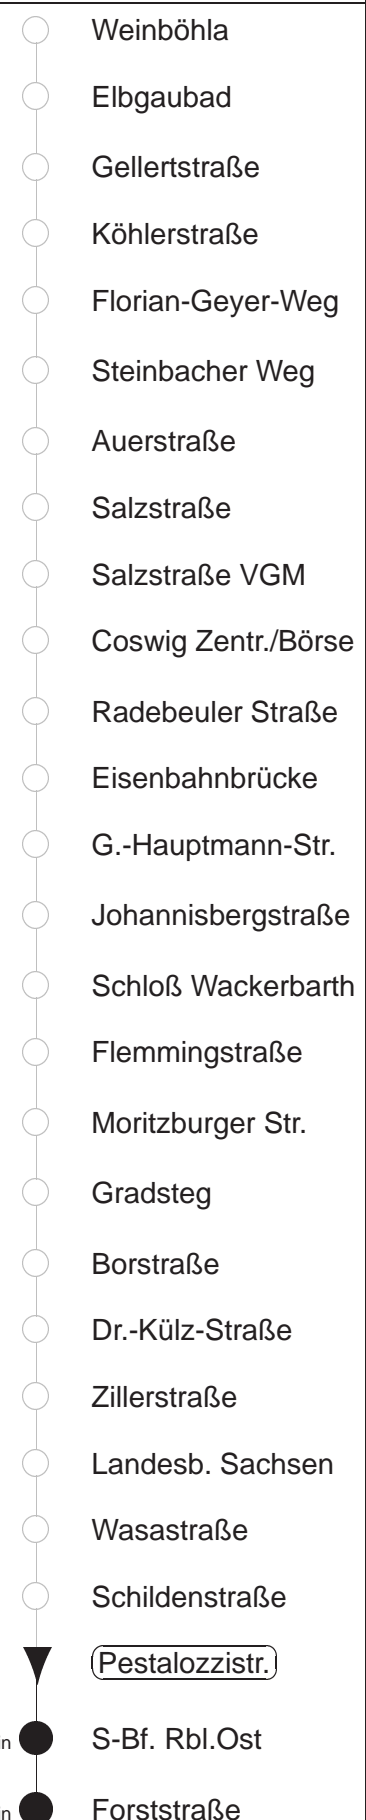 Weinböhla
Elbgaubad
Gellertstraße
Köhlerstraße
Florian-Geyer-Weg
Steinbacher Weg
Auerstraße
Salzstraße
Salzstraße VGM
Coswig Zentr./Börse
Radebeuler Straße
Eisenbahnbrücke
G.-Hauptmann-Str.
Johannisbergstraße
Schloß Wackerbarth
Flemmingstraße
Moritzburger Str.
Gradsteg
Borstraße
Dr.-Külz-Straße
Zillerstraße
Landesb. Sachsen
Wasastraße
Schildenstraße
Pestalozzistr.
S-Bf. Rbl.Ost
Forststraße